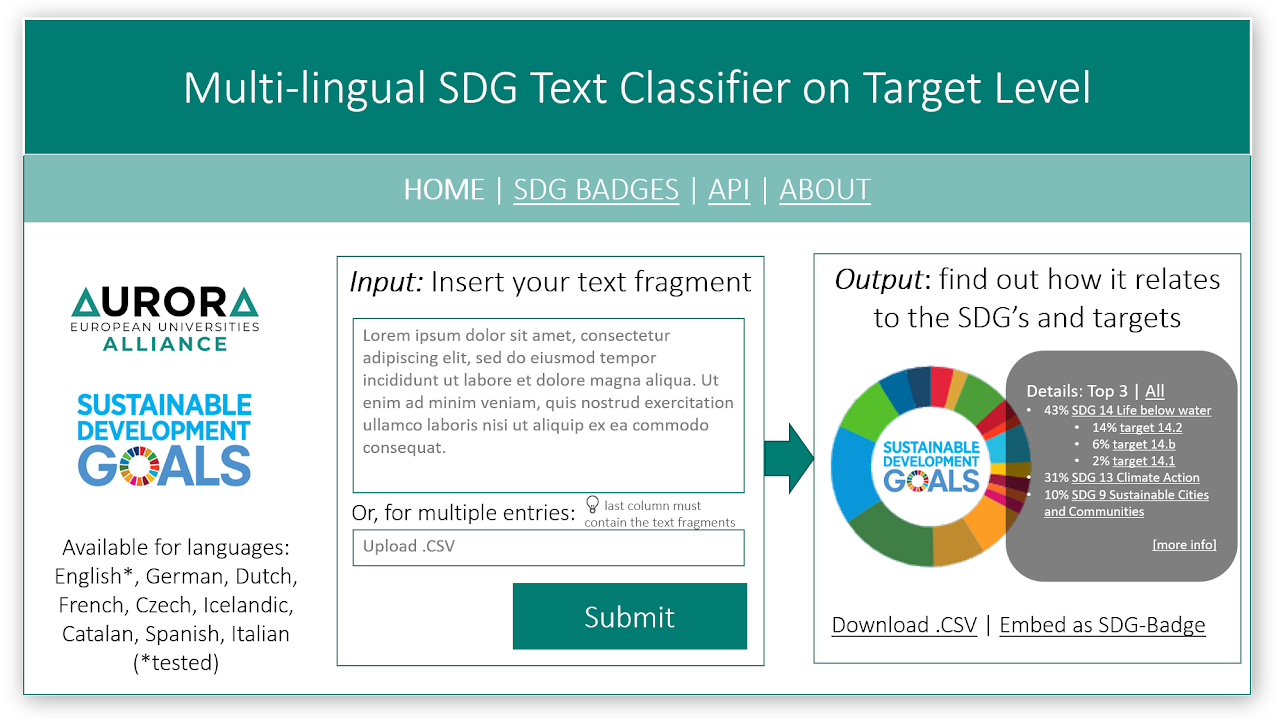 Multi-lingual SDG Text Classifier on Target Level
HOME | SDG BADGES | API | ABOUT
AURORA
EUROPEAN UNIVERSITIES
ALLIANCE
SUSTAINABLE
DEVELOPMENT
GOALS
Available for languages:
English*, German, Dutch,
French, Czech, Icelandic,
Catalan, Spanish, Italian
(*tested)
Input: Insert your text fragment
Lorem ipsum dolor sit amet, consectetur
adipiscing elit, sed do eiusmod tempor
incididunt ut labore et dolore magna aliqua. Ut
enim ad minim veniam, quis nostrud exercitation
ullamco laboris nisi ut aliquip ex ea commodo
consequat.
Or, for multiple entries:
last column must
contain the text fragments
Upload .CSV
Submit
Output: find out how it relates
to the SDG's and targets
SUSTAINABLE
DEVELOPMENT
GOALS
Details: Top 3 | All
• 43% SDG 14 Life below water
• 14% target 14.2
• 6% target 14.b
• 2% target 14.1
• 31% SDG 13 Climate Action
• 10% SDG 9 Sustainable Cities
and Communities
[more info]
Download .CSV | Embed as SDG-Badge